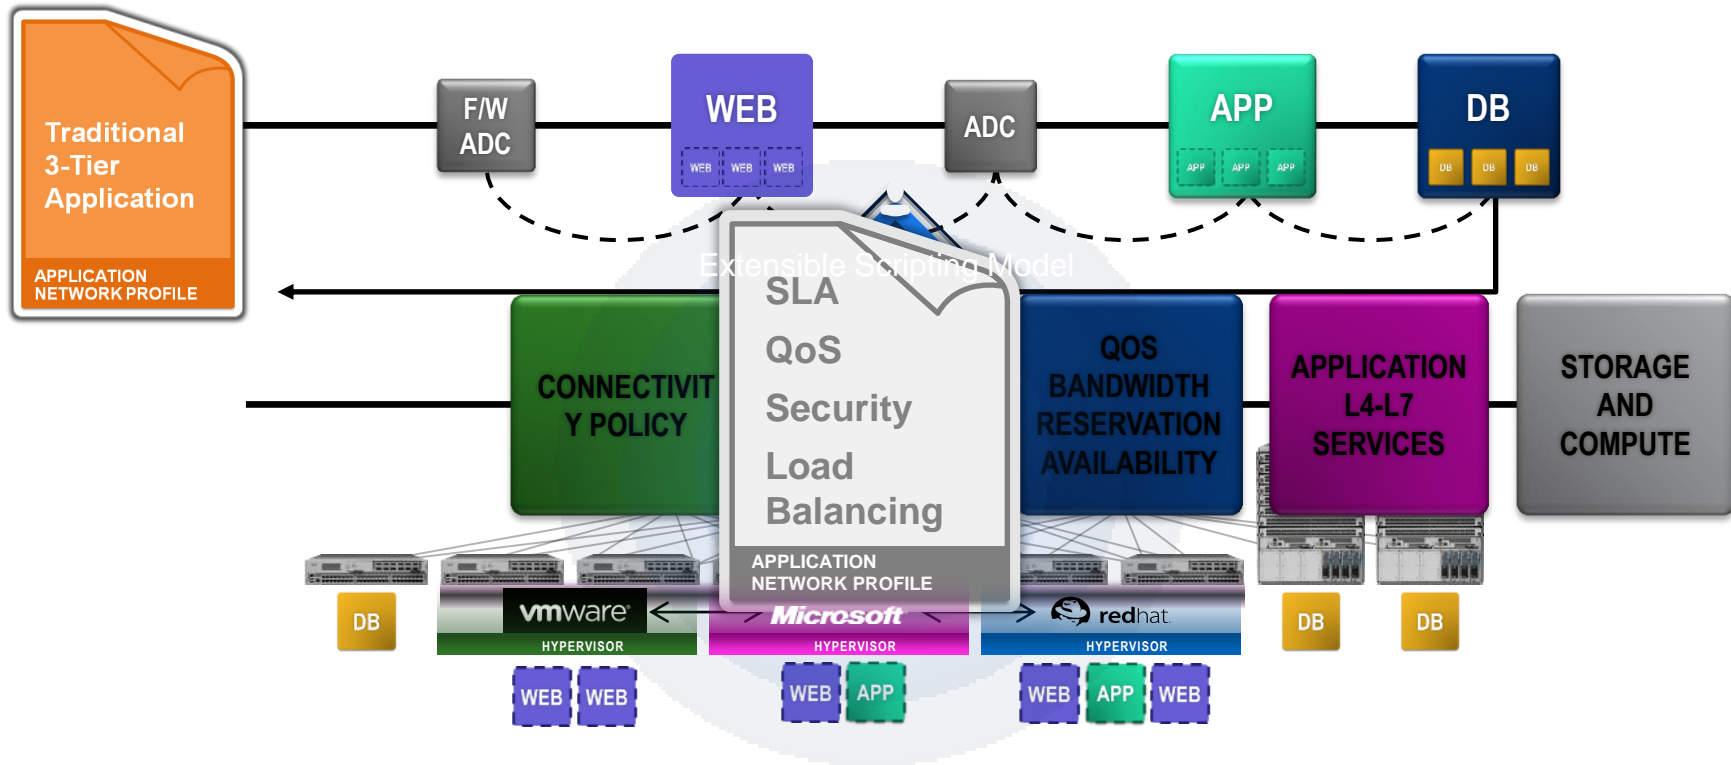 Traditional
3-Tier
Application
APPLICATION
NETWORK PROFILE
F/W
ADC
WEB
WEB WEB WEB
ADC
APP
APP APP APP
DB
DB DB DB
Extensible Scripting Model
SLA
QoS
Security
Load
Balancing
APPLICATION
NETWORK PROFILE
CONNECTIVIT
Y POLICY
QOS
BANDWIDTH
RESERVATION
AVAILABILITY
APPLICATION
L4-L7
SERVICES
STORAGE
AND
COMPUTE
DB
vmware®
HYPERVISOR
Microsoft
HYPERVISOR
redhat.
HYPERVISOR
DB
DB
WEB WEB
WEB APP
WEB APP WEB